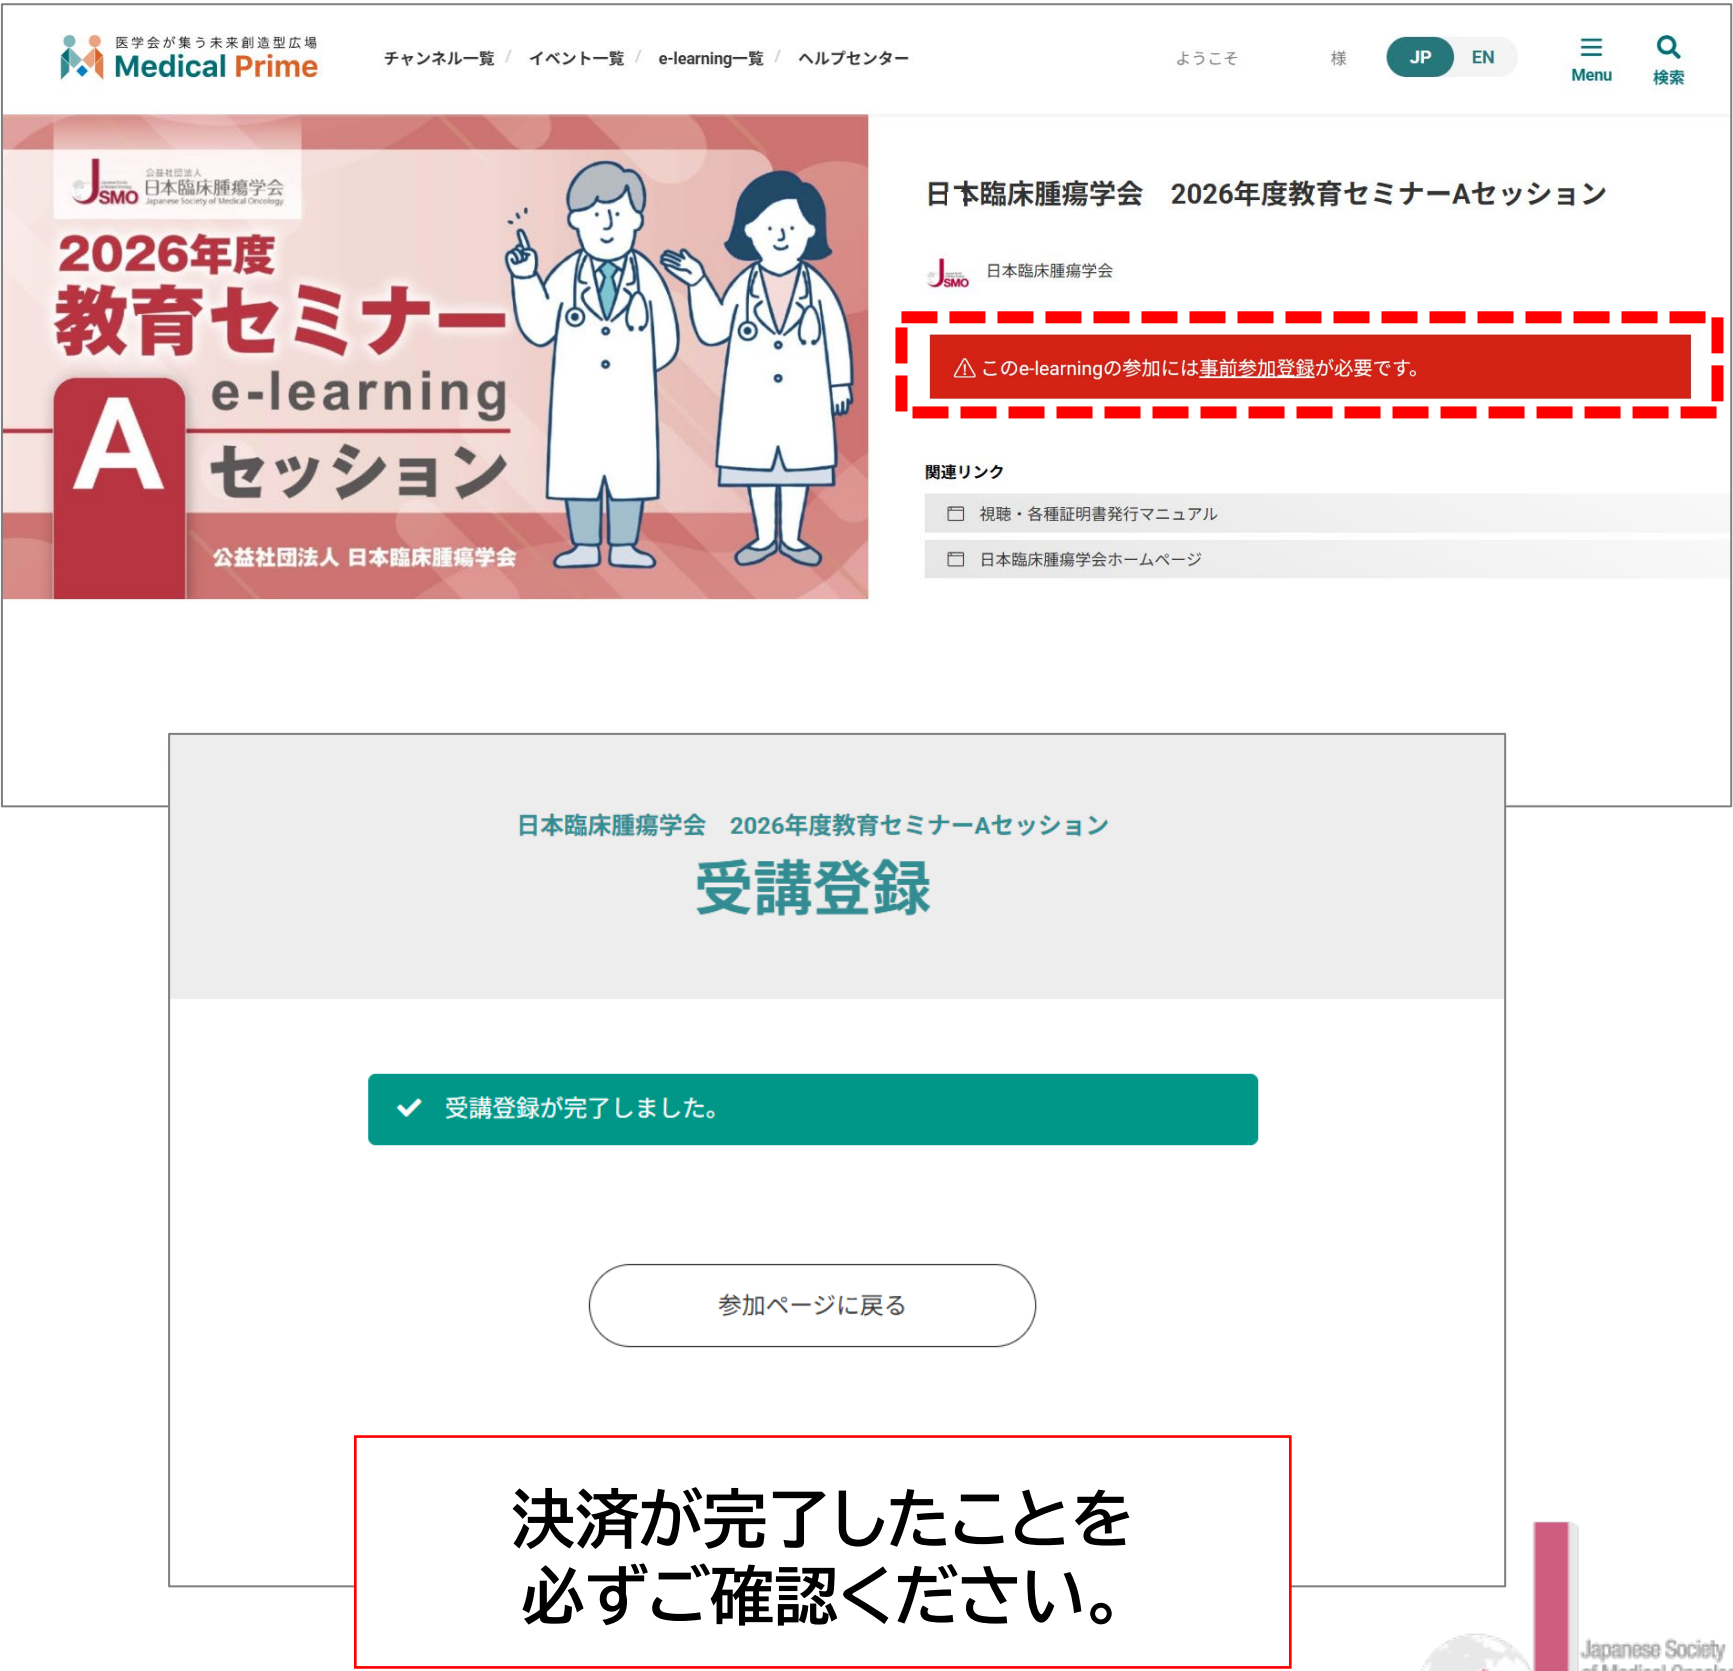 医学会が集う未来創造型広場
Medical Prime
チャンネル一覧 / イベント一覧 / e-learning一覧 / ヘルプセンター
ようこそ 様
JP EN
Menu
検索
公益社団法人
JSMO 日本臨床腫瘍学会
Japanese Society of Medical Oncology
2026年度
教育セミナー
A
e-learning
セッション
公益社団法人 日本臨床腫瘍学会
日本臨床腫瘍学会 2026年度教育セミナーAセッション
JSMO 日本臨床腫瘍学会
このe-learningの参加には事前参加登録が必要です。
関連リンク
視聴・各種証明書発行マニュアル
日本臨床腫瘍学会ホームページ
日本臨床腫瘍学会 2026年度教育セミナーAセッション
受講登録
受講登録が完了しました。
参加ページに戻る
決済が完了したことを
必ずご確認ください。
Japanese Society